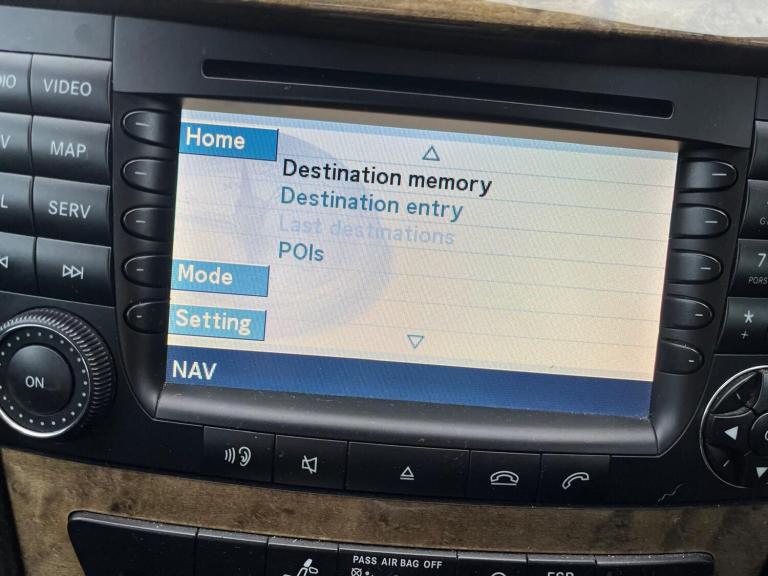 VIDEO
MAP
SERV
ON
Home
Destination memory
Destination entry
Last destinations
POIs
Mode
Setting
NAV
7
*
+
PASS AIR BAG OFF